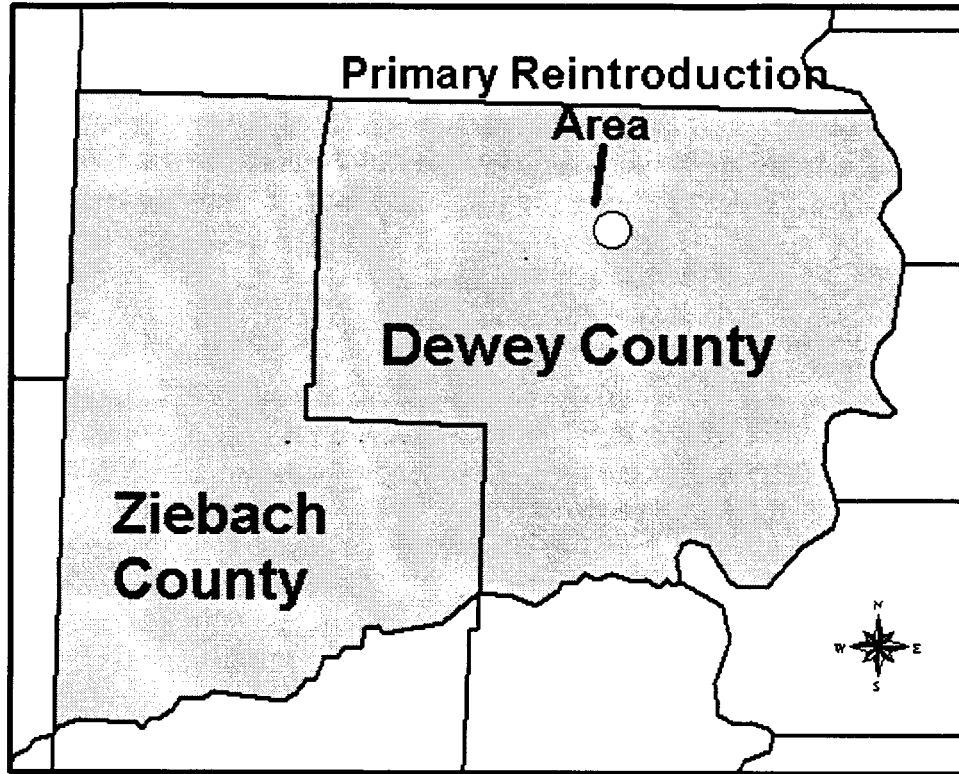 Primary Reintroduction
Area
Dewey County
Ziebach
County
N
W E
S